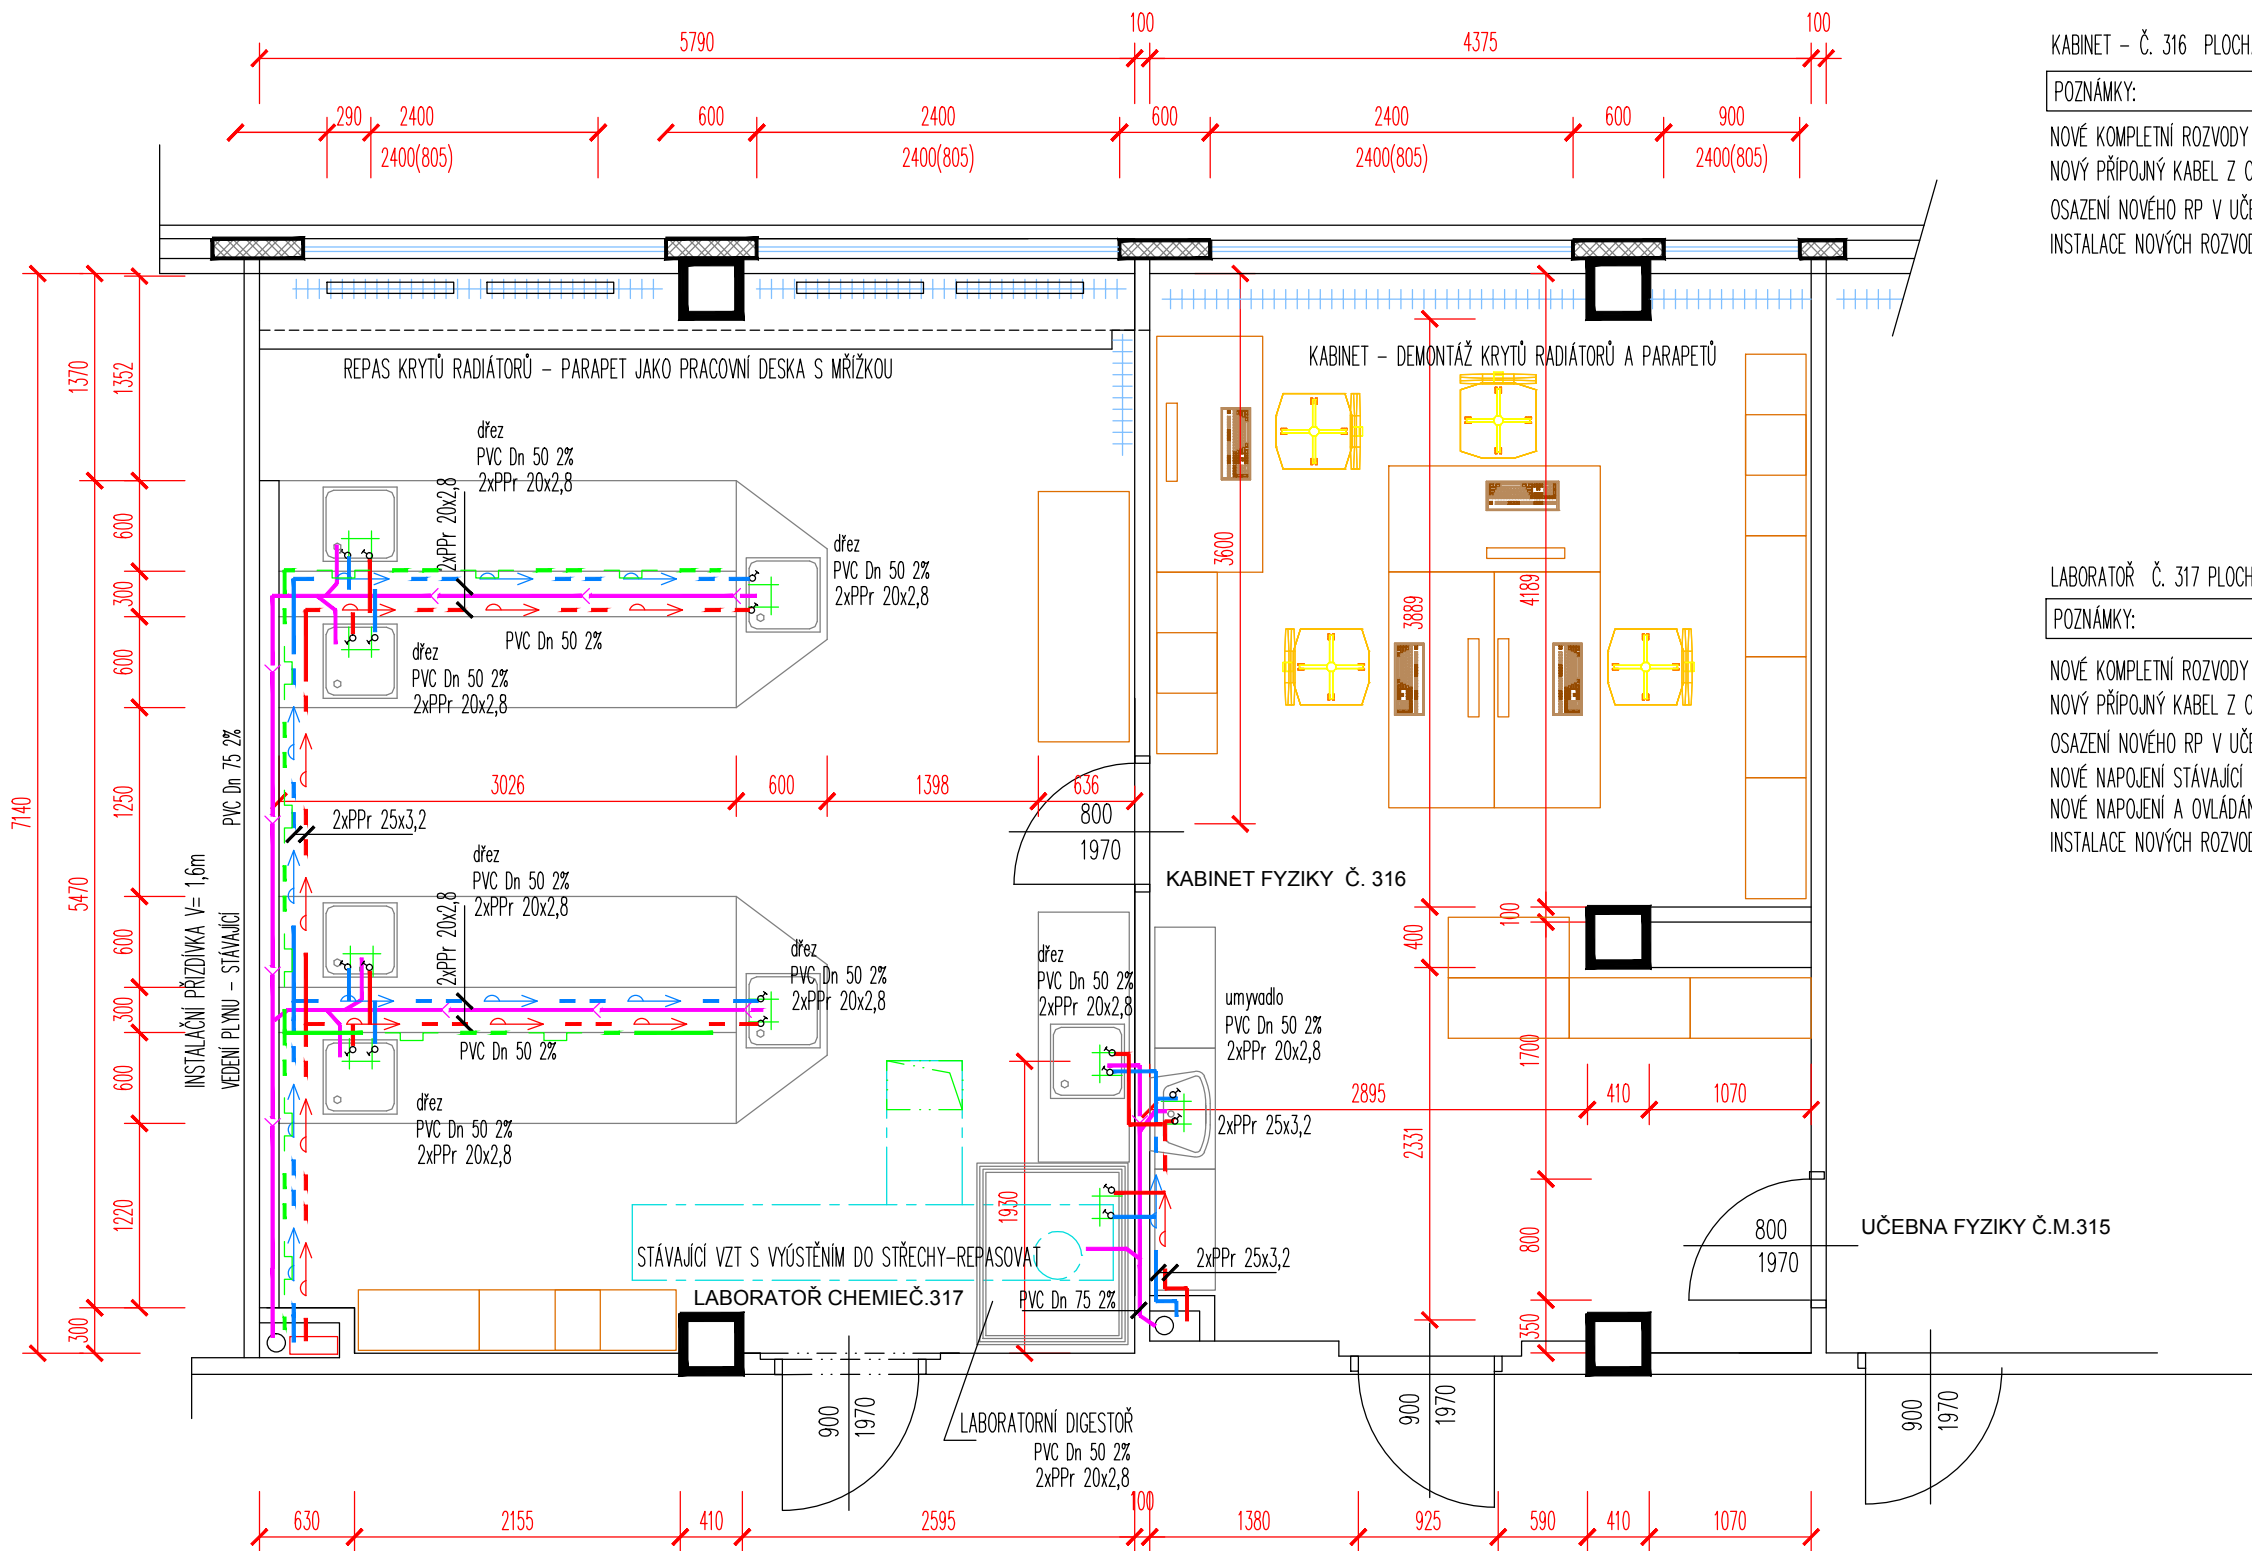 100
100
5790
4375
290
2400
600
2400
600
2400
600
900
2400(805)
2400(805)
2400(805)
2400(805)
KABINET – Č. 316 PLOCH
POZNÁMKY:
NOVÉ KOMPLETNÍ ROZVODY
NOVÝ PŘÍPOJNÝ KABEL Z
OSAZENÍ NOVÉHO RP V
INSTALACE NOVÝCH
REPAS KRYTŮ RADIÁTORŮ – PARAPET JAKO PRACOVNÍ DESKA S MŘÍŽKOU
KABINET – DEMONTÁŽ KRYTŮ RADIÁTORŮ A PARAPETŮ
1370
1352
dřez
PVC Dn 50 2%
2xPPr 20x2,8
2xPPr 20x2,8
600
300
600
dřez
PVC Dn 50 2%
2xPPr 20x2,8
PVC Dn 50 2%
dřez
PVC Dn 50 2%
2xPPr 20x2,8
3600
3889
4189
LABORATOŘ Č. 317 PLOCH
POZNÁMKY:
NOVÉ KOMPLETNÍ ROZVODY
NOVÝ PŘÍPOJNÝ KABEL Z
OSAZENÍ NOVÉHO RP V
NOVÉ NAPOJENÍ STÁVAJÍCÍ
NOVÉ NAPOJENÍ A
INSTALACE NOVÝCH
7140
5470
1250
PVC Dn 75 2%
3026
600
1398
636
2xPPr 25x3,2
800
1970
KABINET FYZIKY Č. 316
INSTALAČNÍ PŘIZDÍVKA V= 1,6m
VEDENÍ PLYNU – STÁVAJÍCÍ
dřez
PVC Dn 50 2%
2xPPr 20x2,8
2xPPr 20x2,8
600
300
600
dřez
PVC Dn 50 2%
2xPPr 20x2,8
PVC Dn 50 2%
dřez
PVC Dn 50 2%
2xPPr 20x2,8
dřez
PVC Dn 50 2%
2xPPr 20x2,8
umyvadlo
PVC Dn 50 2%
2xPPr 20x2,8
2xPPr 25x3,2
400
100
1700
2895
410
1070
2331
1220
300
1930
STÁVAJÍCÍ VZT S VYÚSTĚNÍM DO STŘECHY–REPASOVAT
LABORATOŘ CHEMIEČ.317
PVC Dn 75 2%
2xPPr 25x3,2
800
350
800
1970
UČEBNA FYZIKY Č.M.315
900
1970
LABORATORNÍ DIGESTOŘ
PVC Dn 50 2%
2xPPr 20x2,8
900
1970
900
1970
630
2155
410
2595
100
1380
925
590
410
1070